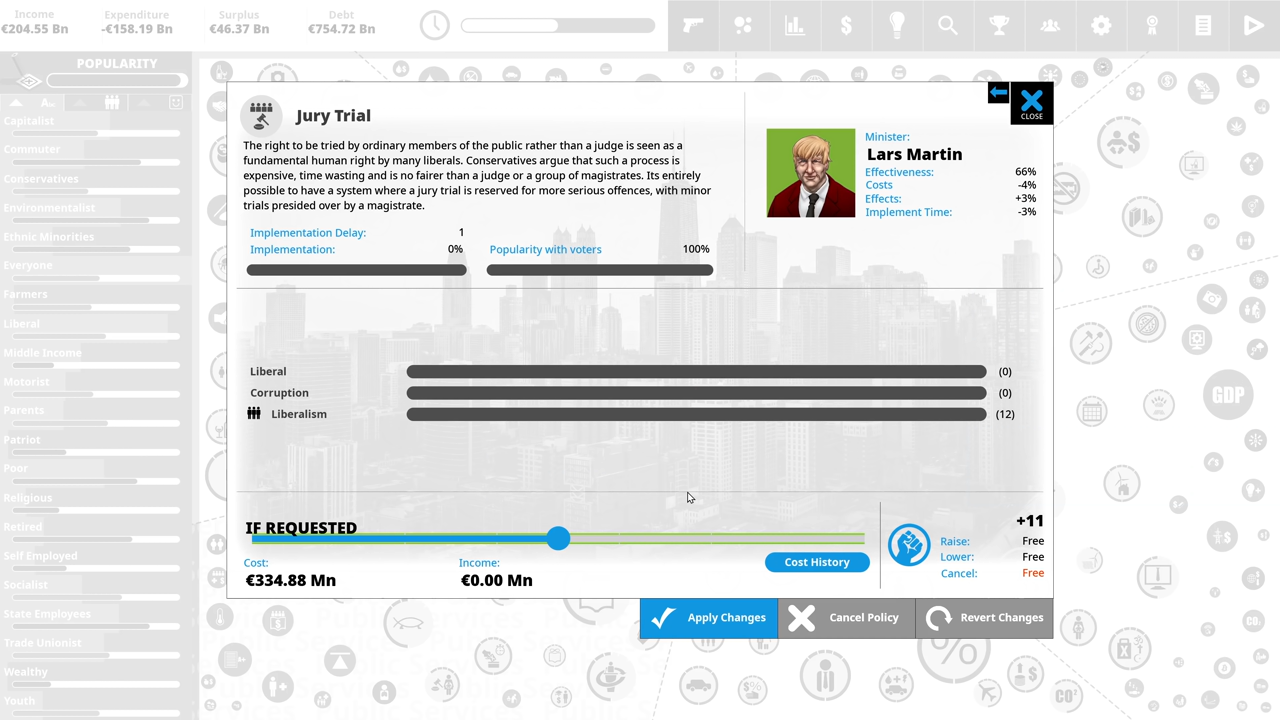 Income
€204.55 Bn
Expenditure
-€158.19 Bn
Surplus
€46.37 Bn
Debt
€754.72 Bn
POPULARITY
Capitalist
Commuter
Conservatives
Environmentalist
Ethnic Minorities
Everyone
Farmers
Liberal
Middle Income
Motorist
Parents
Patriot
Poor
Religious
Retired
Self Employed
Socialist
State Employees
Trade Unionist
Wealthy
Youth
Jury Trial
The right to be tried by ordinary members of the public rather than a judge is seen as a
fundamental human right by many liberals. Conservatives argue that such a process is
expensive, time wasting and is no fairer than a judge or a group of magistrates. Its entirely
possible to have a system where a jury trial is reserved for more serious offences, with minor
trials presided over by a magistrate.
Implementation Delay: 1
Implementation: 0%
Popularity with voters 100%
CLOSE
Minister:
Lars Martin
Effectiveness: 66%
Costs -4%
Effects: +3%
Implement Time: -3%
Liberal (0)
Corruption (0)
Liberalism (12)
IF REQUESTED
Cost:
€334.88 Mn
Income:
€0.00 Mn
Cost History
+11
Raise: Free
Lower: Free
Cancel: Free
Apply Changes
Cancel Policy
Revert Changes
GDP
Public Services